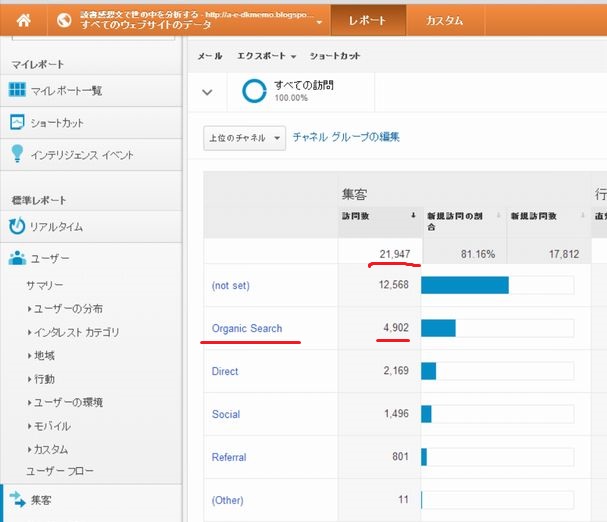 読書感想文で世の中を分析する - http://a-e-dkmemo.blogspo...
すべてのウェブサイトのデータ
レポート
カスタム
マイレポート
マイレポート一覧
ショートカット
インテリジェンス イベント
標準レポート
リアルタイム
ユーザー
サマリー
ユーザーの分布
インタレスト カテゴリ
地域
行動
ユーザーの環境
モバイル
カスタム
ユーザー フロー
集客
メール エクスポート ショートカット
すべての訪問
100.00%
上位のチャネル チャネル グループの編集
集客 行
訪問数 新規訪問の割合 新規訪問数
21,947 81.16% 17,812
(not set) 12,568
Organic Search 4,902
Direct 2,169
Social 1,496
Referral 801
(Other) 11